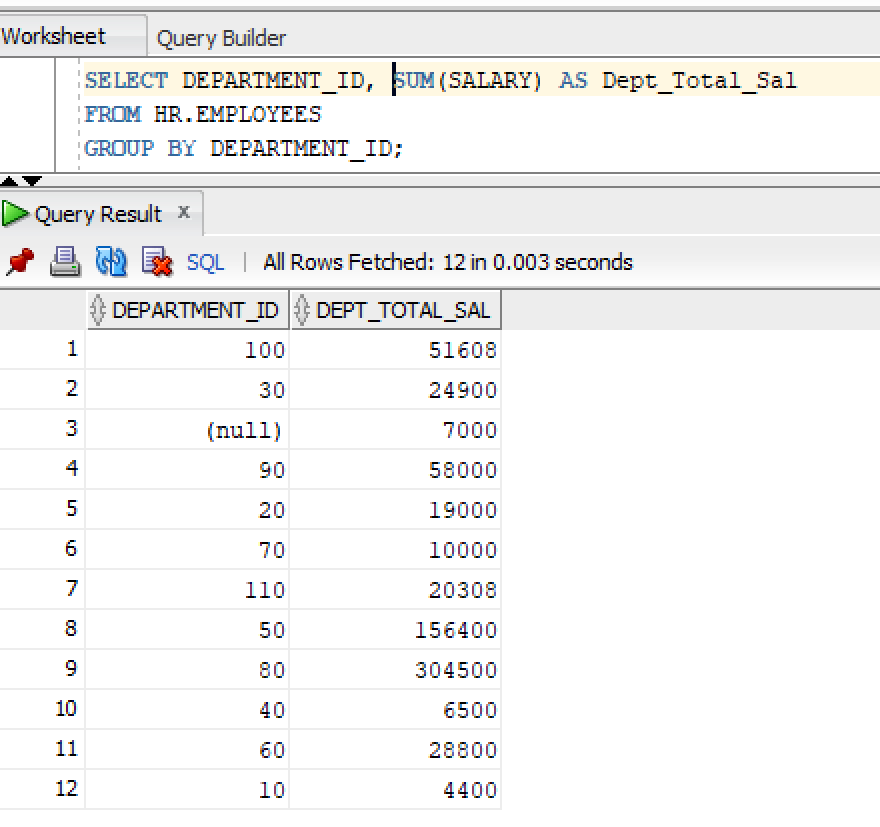 Worksheet Query Builder
SELECT DEPARTMENT_ID, SUM(SALARY) AS Dept_Total_Sal
FROM HR.EMPLOYEES
GROUP BY DEPARTMENT_ID;
Query Result x
SQL | All Rows Fetched: 12 in 0.003 seconds
DEPARTMENT_ID DEPT_TOTAL_SAL
1 100 51608
2 30 24900
3 (null) 7000
4 90 58000
5 20 19000
6 70 10000
7 110 20308
8 50 156400
9 80 304500
10 40 6500
11 60 28800
12 10 4400